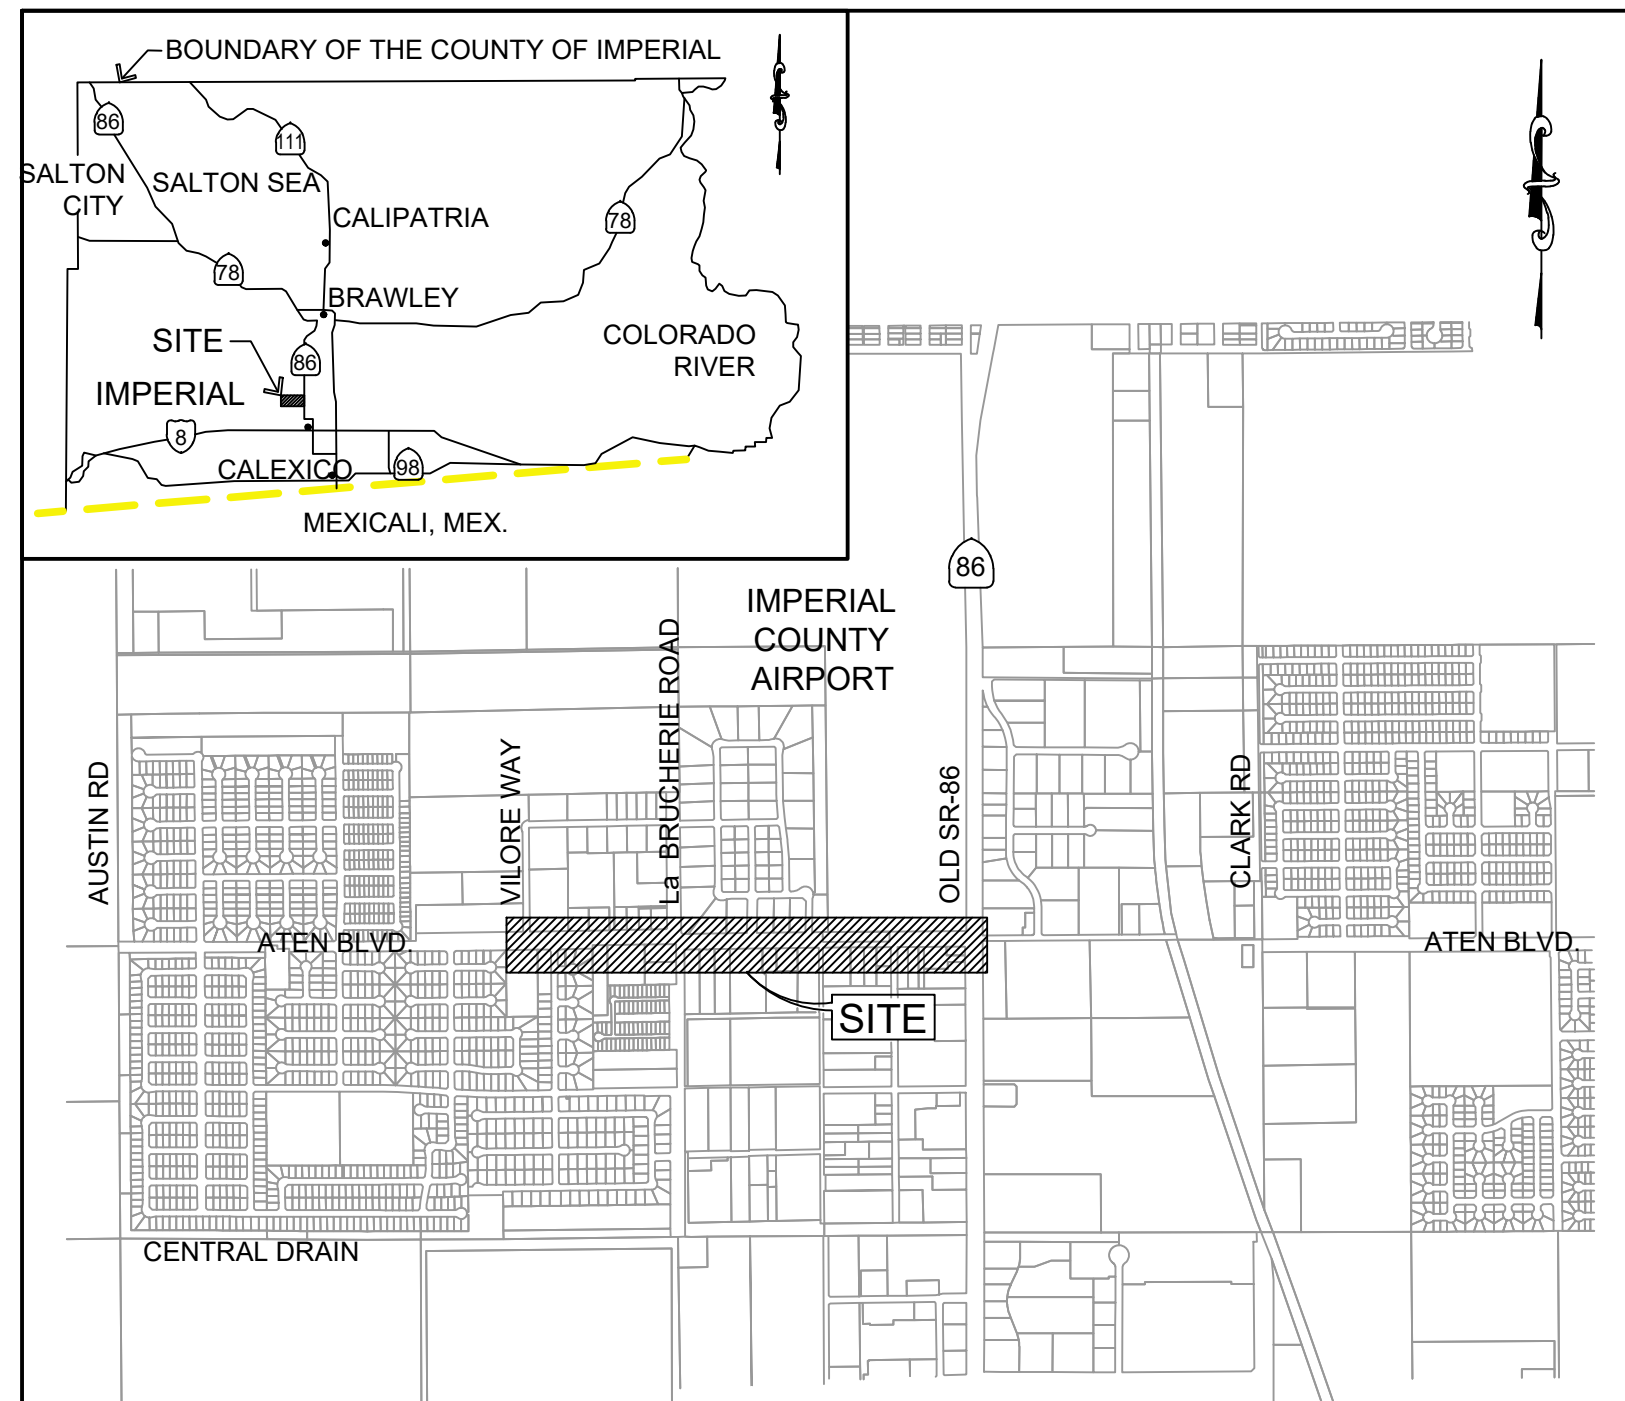 BOUNDARY OF THE COUNTY OF IMPERIAL
86
111
SALTON
CITY
SALTON SEA
CALIPATRIA
78
78
BRAWLEY
SITE
86
COLORADO
RIVER
IMPERIAL
8
CALEXICO
98
MEXICALI, MEX.
86
IMPERIAL
COUNTY
AIRPORT
AUSTIN RD
VILORE WAY
La BRUCHERIE ROAD
OLD SR-86
CLARK RD
ATEN BLVD.
ATEN BLVD.
SITE
CENTRAL DRAIN